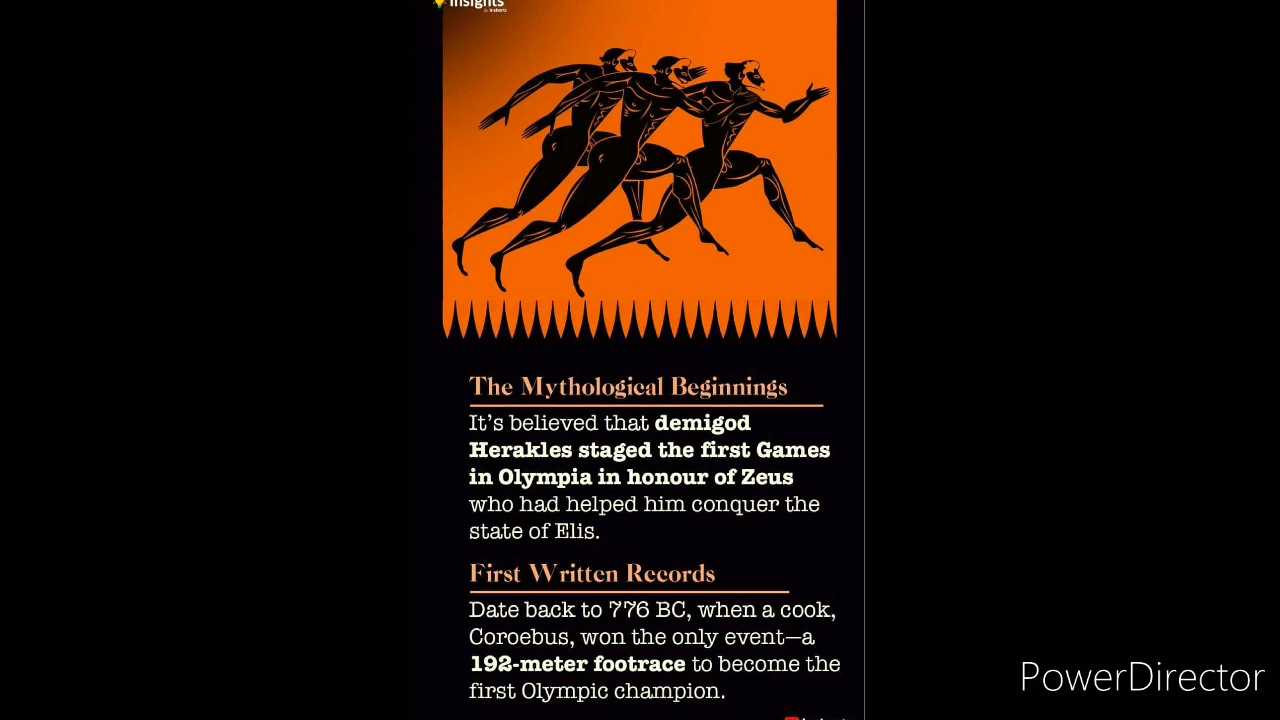 Insights
by inshorts
The Mythological Beginnings
It's believed that demigod
Herakles staged the first Games
in Olympia in honour of Zeus
who had helped him conquer the
state of Elis.
First Written Records
Date back to 776 BC, when a cook,
Coroebus, won the only event—a
192-meter footrace to become the
first Olympic champion.
PowerDirector